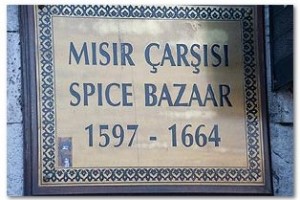 MISIR ÇARŞISI
SPICE BAZAAR
1597 - 1664